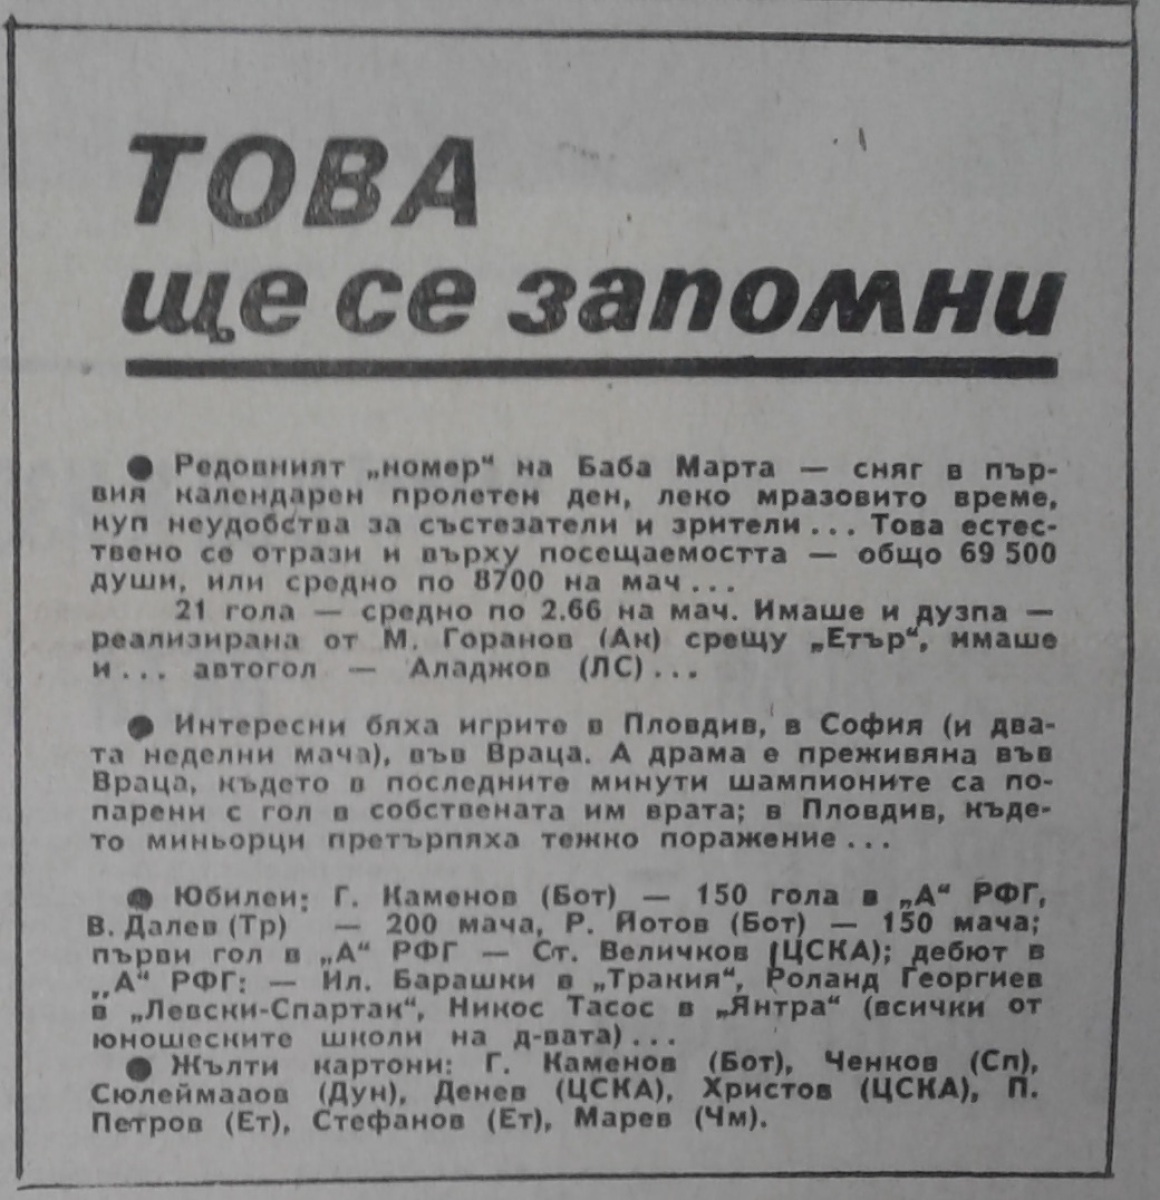 ТОВА
ще се запомни
● Редовният „номер“ на Баба Марта — сняг в пър-
вия календарен пролетен ден, леко мразовито време,
куп неудобства за състезатели и зрители... Това естес-
твено се отрази и върху посещаемостта — общо 69 500
души, или средно по 8700 на мач...
21 гола — средно по 2.66 на мач. Имаше и дузпа —
реализирана от М. Горанов (Ан) срещу „Етър“, имаше
и... автогол — Аладжов (ЛС)...
● Интересни бяха игрите в Пловдив, в София (и два-
та неделни мача), във Враца. А драма е преживяна във
Враца, където в последните минути шампионите са по-
парени с гол в собствената им врата; в Пловдив, къде-
то миньорци претърпяха тежко поражение...
● Юбилеи: Г. Каменов (Бот) — 150 гола в „А“ РФГ,
В. Далев (Тр) — 200 мача, Р. Йотов (Бот) — 150 мача;
първи гол в „А“ РФГ — Ст. Величков (ЦСКА); дебют в
„А“ РФГ: — Ил. Барашки в „Тракия“, Роланд Георгиев
в „Левски-Спартак“, Никос Тасос в „Янтра“ (всички от
юношеските школи на д-вата)...
● Жълти картони: Г. Каменов (Бот), Ченков (Сп),
Сюлеймааов (Дун), Денев (ЦСКА), Христов (ЦСКА), П.
Петров (Ет), Стефанов (Ет), Марев (Чм).